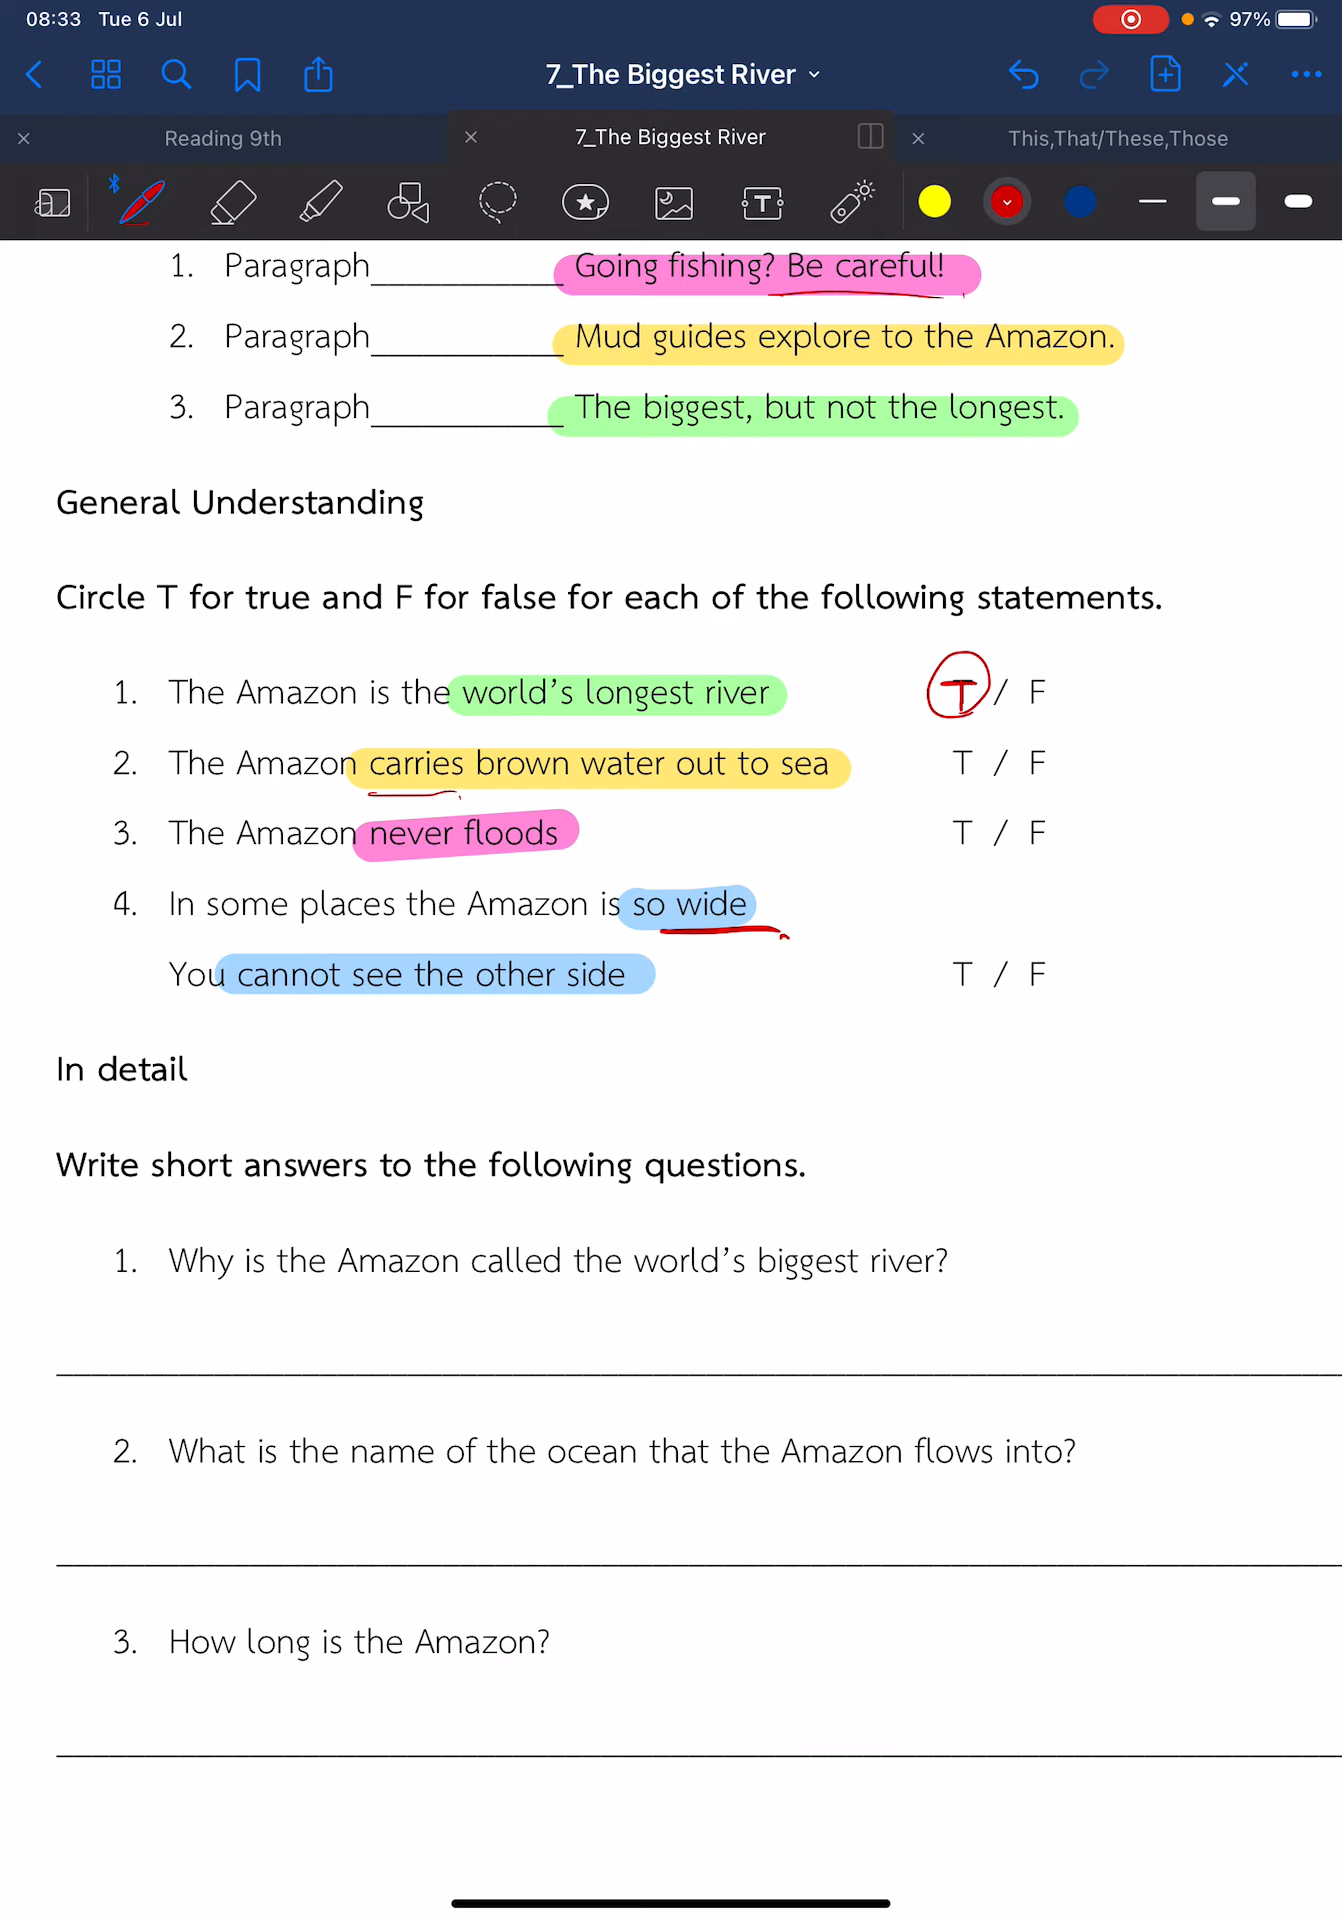 08:33 Tue 6 Jul 97%
7_The Biggest River
Reading 9th 7_The Biggest River This,That/These,Those
1. Paragraph___________ Going fishing? Be careful!
2. Paragraph___________ Mud guides explore to the Amazon.
3. Paragraph___________ The biggest, but not the longest.
General Understanding
Circle T for true and F for false for each of the following statements.
1. The Amazon is the world's longest river T / F
2. The Amazon carries brown water out to sea T / F
3. The Amazon never floods T / F
4. In some places the Amazon is so wide
You cannot see the other side T / F
In detail
Write short answers to the following questions.
1. Why is the Amazon called the world's biggest river?
2. What is the name of the ocean that the Amazon flows into?
3. How long is the Amazon?